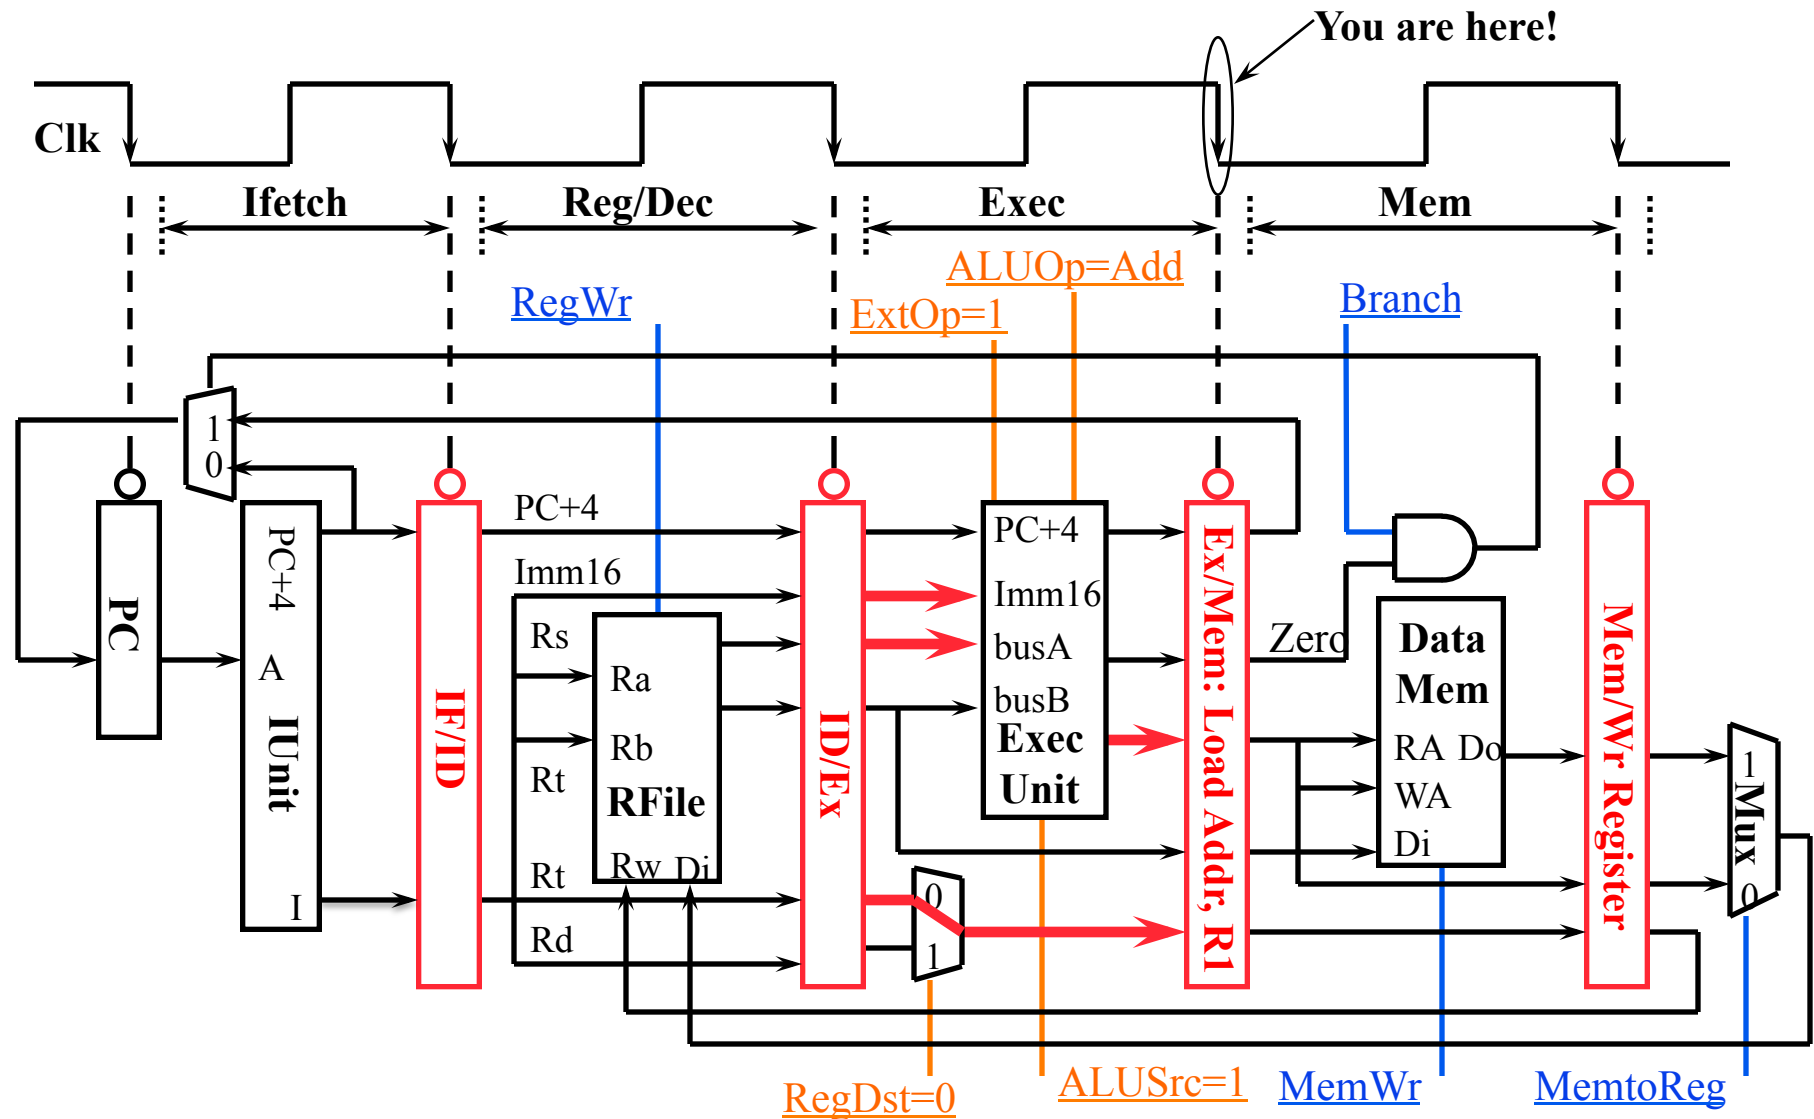 You are here!
Clk
Ifetch
Reg/Dec
Exec
Mem
ALUOp=Add
RegWr
ExtOp=1
Branch
1
0
PC
PC+4
A
IUnit
I
IF/ID
PC+4
Imm16
Rs
Ra
Rb
Rt
RFile
Rw Di
Rt
Rd
ID/Ex
0
1
PC+4
Imm16
busA
busB
Exec
Unit
Ex/Mem: Load Addr, R1
Zero
Data
Mem
RA Do
WA
Di
Mem/Wr Register
1
Mux
0
RegDst=0
ALUSrc=1
MemWr
MemtoReg